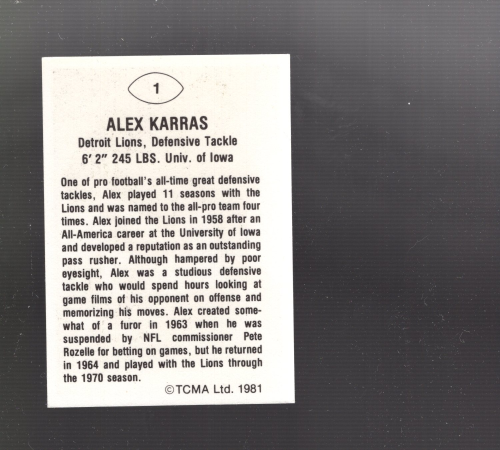 1
ALEX KARRAS
Detroit Lions, Defensive Tackle
6' 2" 245 LBS. Univ. of Iowa
One of pro football's all-time great defensive
tackles, Alex played 11 seasons with the
Lions and was named to the all-pro team four
times. Alex joined the Lions in 1958 after an
All-America career at the University of Iowa
and developed a reputation as an outstanding
pass rusher. Although hampered by poor
eyesight, Alex was a studious defensive
tackle who would spend hours looking at
game films of his opponent on offense and
memorizing his moves. Alex created some-
what of a furor in 1963 when he was
suspended by NFL commissioner Pete
Rozelle for betting on games, but he returned
in 1964 and played with the Lions through
the 1970 season.
©TCMA Ltd. 1981